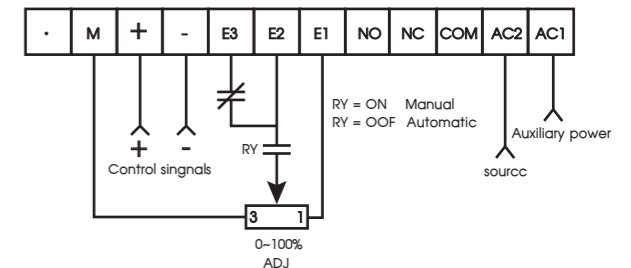 · M + - E3 E2 E1 NO NC COM AC2 AC1
RY = ON Manual
RY = OOF Automatic
+ -
Control singnals
RY
Auxiliary power
sourcc
3 1
0~100%
ADJ